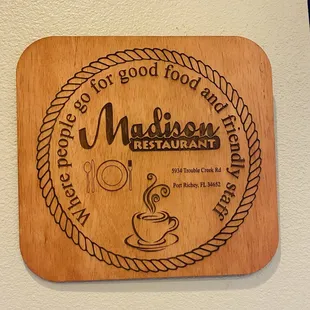 Where people go for good food and friendly staff
Madison
RESTAURANT
5934 Trouble Creek Rd
Port Richey, FL 34652